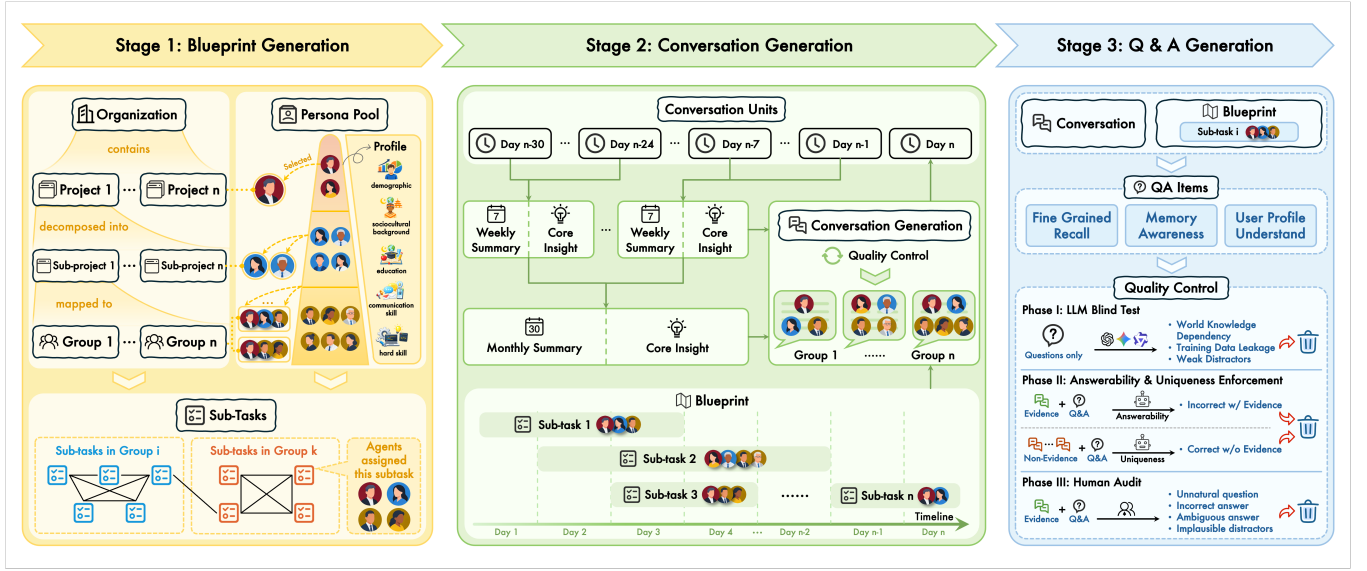 Stage 1: Blueprint Generation
Stage 2: Conversation Generation
Stage 3: Q & A Generation
Organization
contains
Project 1 ... Project n
decomposed into
Sub-project 1 ... Sub-project n
mapped to
Group 1 ... Group n
Persona Pool
Selected
Profile
demographic
sociocultural
background
education
communication
skill
hard skill
...
Sub-Tasks
Sub-tasks in Group i
Sub-tasks in Group k
Agents
assigned
this subtask
Conversation Units
Day n-30 ... Day n-24 ... Day n-7 ... Day n-1 Day n
7
Weekly
Summary
Core
Insight
...
7
Weekly
Summary
Core
Insight
30
Monthly Summary
Core Insight
Conversation Generation
Quality Control
Group 1 ...... Group n
Blueprint
Sub-task 1
Sub-task 2
Sub-task 3 ...... Sub-task n
Timeline
Day 1 Day 2 Day 3 Day 4 ... Day n-2 Day n-1 Day n
Conversation
Blueprint
Sub-task i
QA Items
Fine Grained
Recall
Memory
Awareness
User Profile
Understand
Quality Control
Phase I: LLM Blind Test
Questions only
• World Knowledge
Dependency
• Training Data Leakage
• Weak Distractors
Phase II: Answerability & Uniqueness Enforcement
Evidence + Q&A
Answerability
• Incorrect w/ Evidence
... + 
Non-Evidence Q&A
Uniqueness
• Correct w/o Evidence
Phase III: Human Audit
Evidence + Q&A
• Unnatural question
• Incorrect answer
• Ambiguous answer
• Implausible distractors